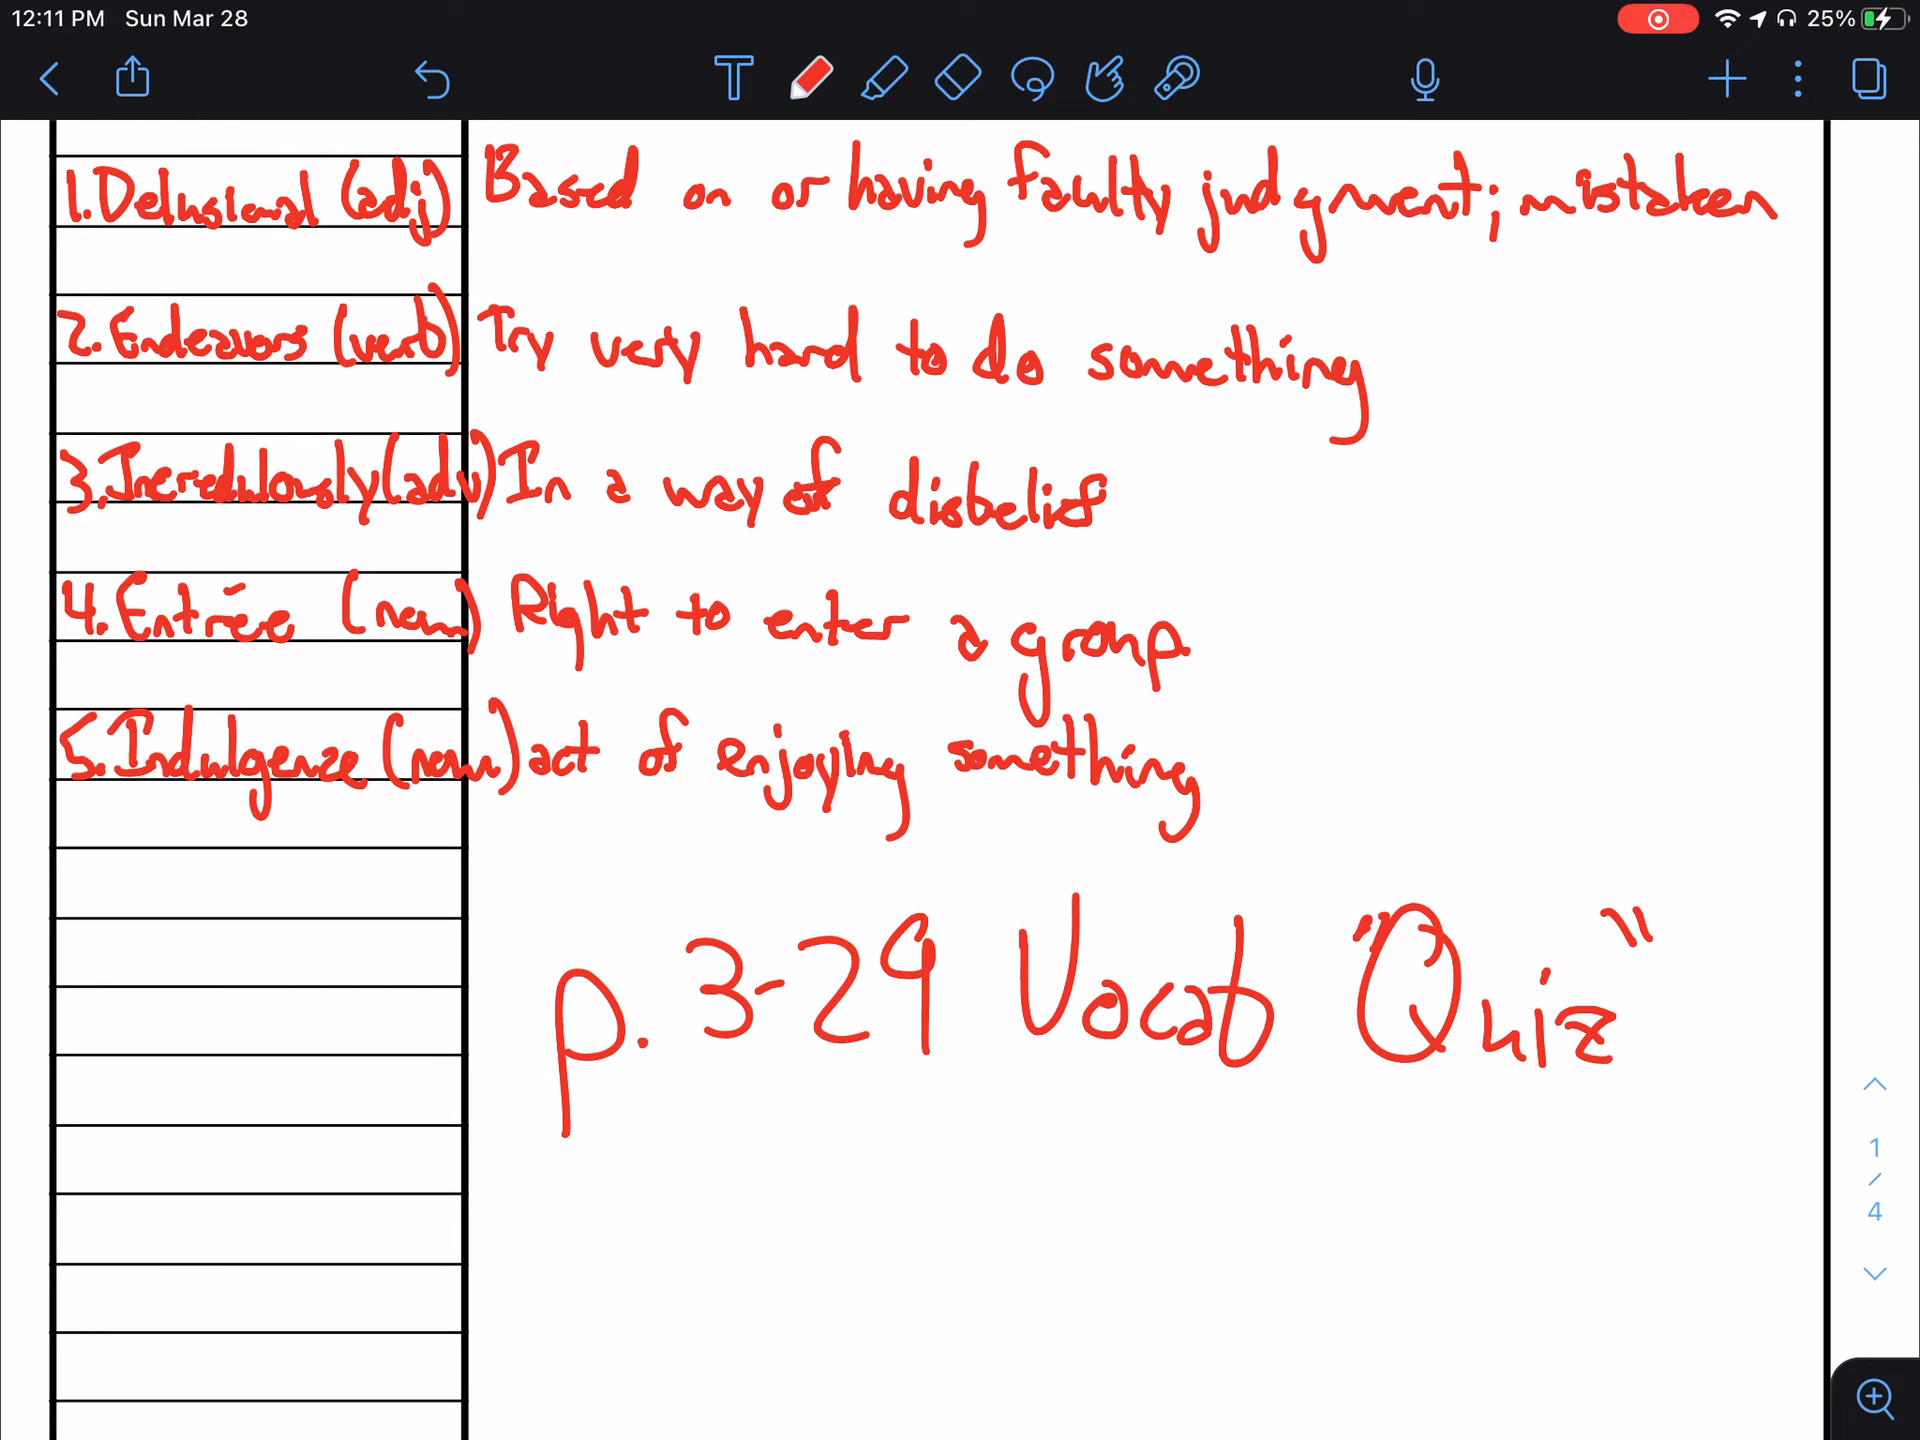 12:11 PM Sun Mar 28 25%
1. Delusional (adj) Based on or having faulty judgment; mistaken
2. Endeavors (verb) Try very hard to do something
3. Incredulously (adv) In a way of disbelief
4. Entrée (noun) Right to enter a group.
5. Indulgence (noun) act of enjoying something
p. 3-29 Vocab "Quiz"
1
/
4